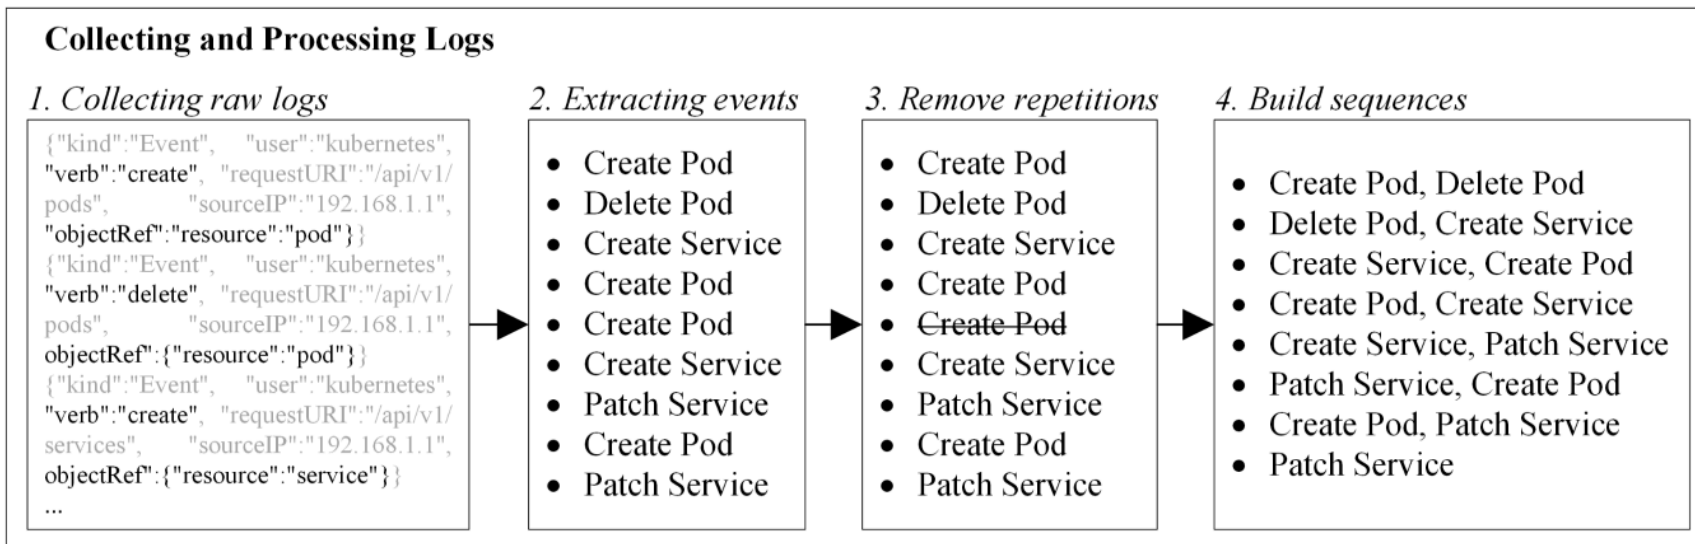 Collecting and Processing Logs
1. Collecting raw logs
{"kind":"Event", "user":"kubernetes",
"verb":"create", "requestURI":"/api/v1/
pods", "sourceIP":"192.168.1.1",
"objectRef":"resource":"pod"}}
{"kind":"Event", "user":"kubernetes",
"verb":"delete", "requestURI":"/api/v1/
pods", "sourceIP":"192.168.1.1",
objectRef":{"resource":"pod"}}
{"kind":"Event", "user":"kubernetes",
"verb":"create", "requestURI":"/api/v1/
services", "sourceIP":"192.168.1.1",
objectRef":{"resource":"service"}}
...
2. Extracting events
• Create Pod
• Delete Pod
• Create Service
• Create Pod
• Create Pod
• Create Service
• Patch Service
• Create Pod
• Patch Service
3. Remove repetitions
• Create Pod
• Delete Pod
• Create Service
• Create Pod
• Create Pod
• Create Service
• Patch Service
• Create Pod
• Patch Service
4. Build sequences
• Create Pod, Delete Pod
• Delete Pod, Create Service
• Create Service, Create Pod
• Create Pod, Create Service
• Create Service, Patch Service
• Patch Service, Create Pod
• Create Pod, Patch Service
• Patch Service